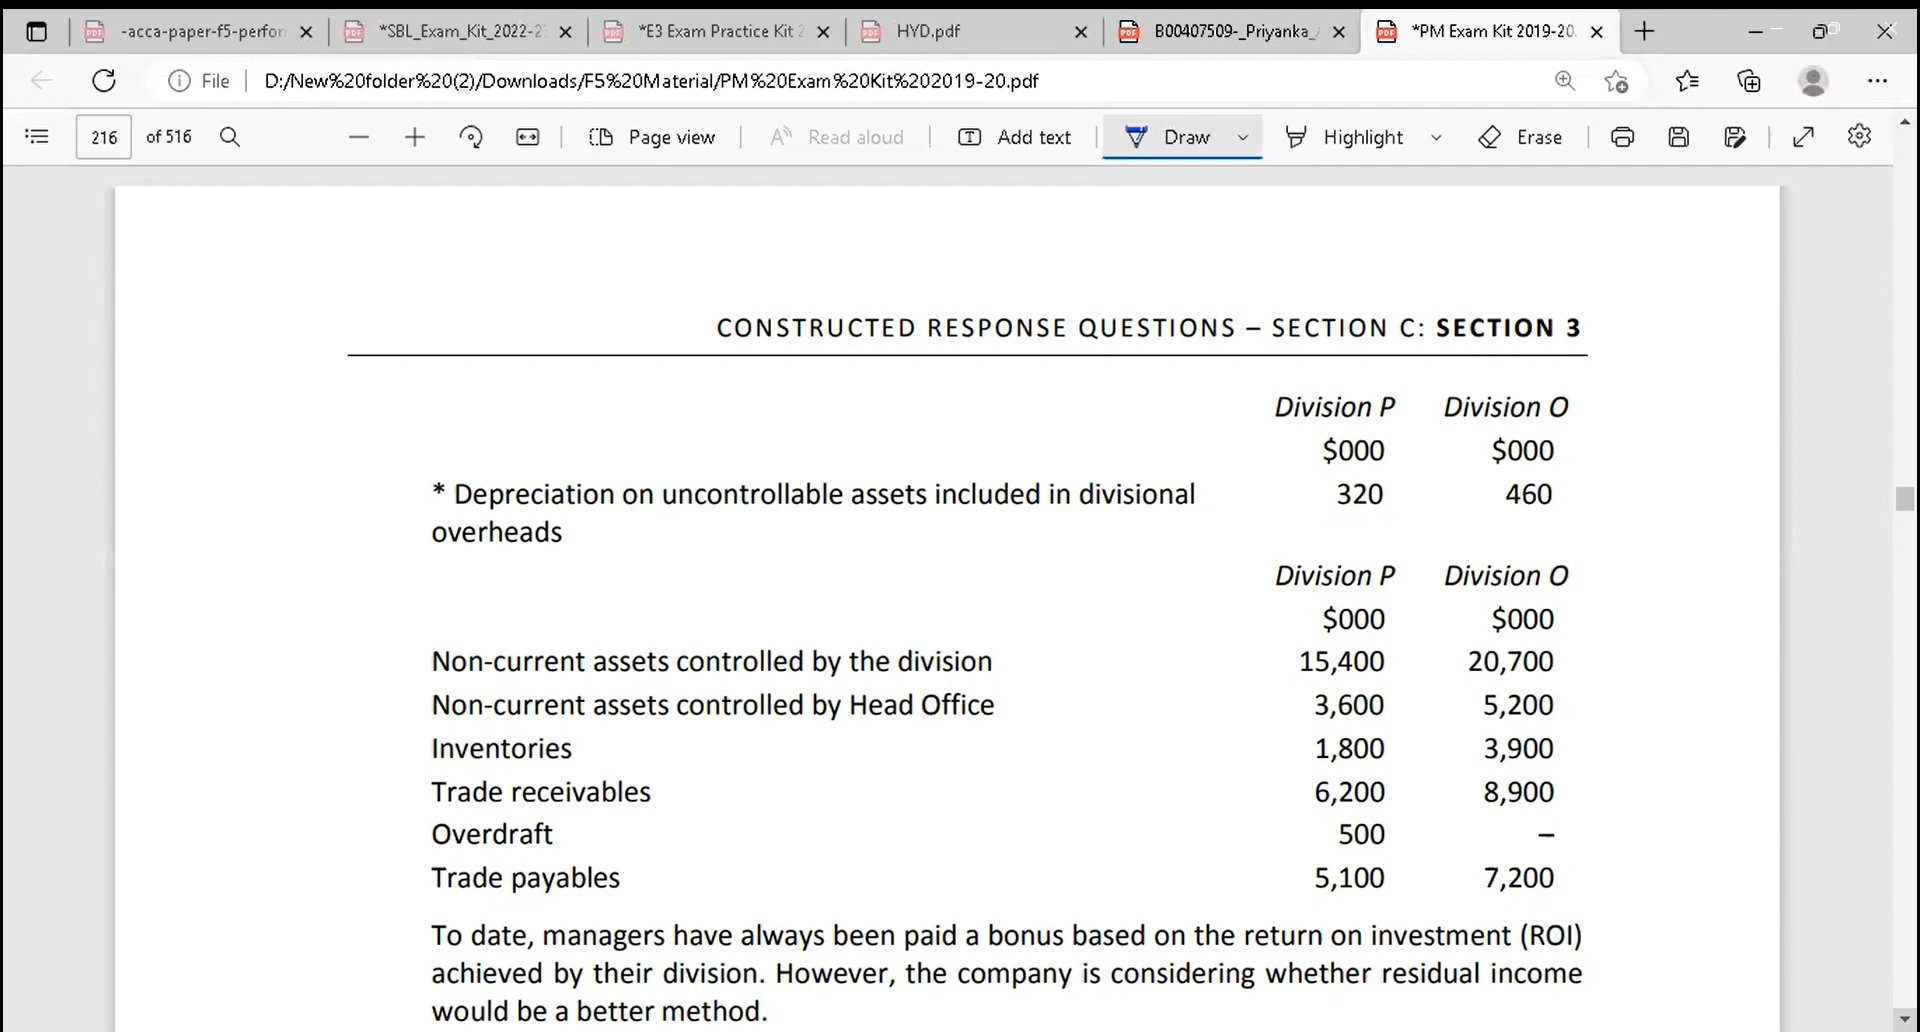 -acca-paper-f5-perfor
*SBL_Exam_Kit_2022-2
*E3 Exam Practice Kit 2
HYD.pdf
B00407509-_Priyanka_
*PM Exam Kit 2019-20.
File
D:/New%20folder%20(2)/Downloads/F5%20Material/PM%20Exam%20Kit%202019-20.pdf
216 of 516
Page view
Read aloud
Add text
Draw
Highlight
Erase
CONSTRUCTED RESPONSE QUESTIONS – SECTION C: SECTION 3
Division P Division O
$000 $000
* Depreciation on uncontrollable assets included in divisional 320 460
overheads
Division P Division O
$000 $000
Non-current assets controlled by the division 15,400 20,700
Non-current assets controlled by Head Office 3,600 5,200
Inventories 1,800 3,900
Trade receivables 6,200 8,900
Overdraft 500 –
Trade payables 5,100 7,200
To date, managers have always been paid a bonus based on the return on investment (ROI)
achieved by their division. However, the company is considering whether residual income
would be a better method.